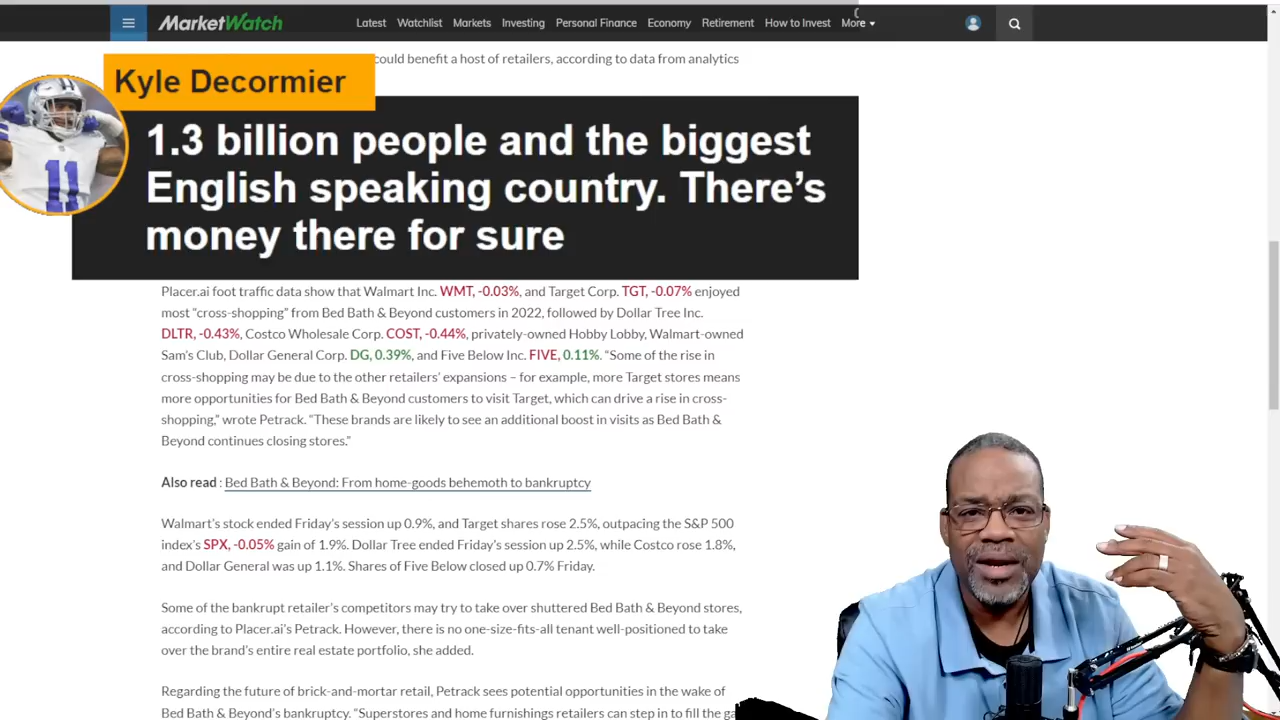 MarketWatch
Latest Watchlist Markets Investing Personal Finance Economy Retirement How to Invest More
could benefit a host of retailers, according to data from analytics
Kyle Decormier
11
1.3 billion people and the biggest
English speaking country. There’s
money there for sure
Placer.ai foot traffic data show that Walmart Inc. WMT, -0.03%, and Target Corp. TGT, -0.07% enjoyed
most “cross-shopping” from Bed Bath & Beyond customers in 2022, followed by Dollar Tree Inc.
DLTR, -0.43%, Costco Wholesale Corp. COST, -0.44%, privately-owned Hobby Lobby, Walmart-owned
Sam’s Club, Dollar General Corp. DG, 0.39%, and Five Below Inc. FIVE, 0.11%. “Some of the rise in
cross-shopping may be due to the other retailers’ expansions – for example, more Target stores means
more opportunities for Bed Bath & Beyond customers to visit Target, which can drive a rise in cross-
shopping,” wrote Petrack. “These brands are likely to see an additional boost in visits as Bed Bath &
Beyond continues closing stores.”
Also read : Bed Bath & Beyond: From home-goods behemoth to bankruptcy
Walmart’s stock ended Friday’s session up 0.9%, and Target shares rose 2.5%, outpacing the S&P 500
index’s SPX, -0.05% gain of 1.9%. Dollar Tree ended Friday’s session up 2.5%, while Costco rose 1.8%,
and Dollar General was up 1.1%. Shares of Five Below closed up 0.7% Friday.
Some of the bankrupt retailer’s competitors may try to take over shuttered Bed Bath & Beyond stores,
according to Placer.ai’s Petrack. However, there is no one-size-fits-all tenant well-positioned to take
over the brand’s entire real estate portfolio, she added.
Regarding the future of brick-and-mortar retail, Petrack sees potential opportunities in the wake of
Bed Bath & Beyond’s bankruptcy. “Superstores and home furnishings retailers can step in to fill the ga